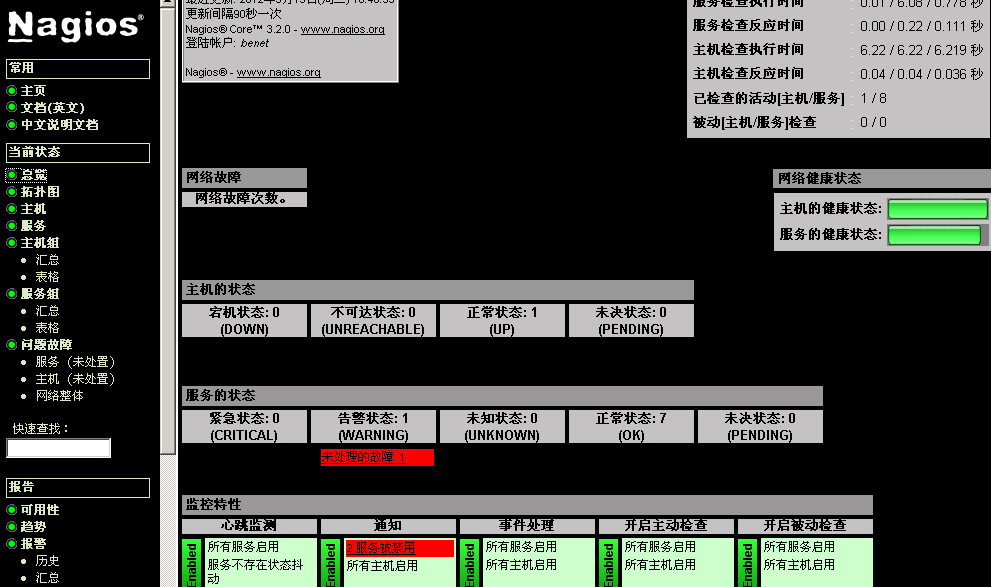 Nagios®
常用
主页
文档(英文)
中文说明文档
当前状态
总览
拓扑图
主机
服务
主机组
汇总
表格
服务组
汇总
表格
问题故障
服务 (未处置)
主机 (未处置)
网络整体
快速查找：
报告
可用性
趋势
报警
历史
汇总
更新间隔90秒一次
Nagios® Core™ 3.2.0 - www.nagios.org
登陆帐户: benet
Nagios® - www.nagios.org
服务检查执行时间 0.01 / 6.08 / 0.778 秒
服务检查反应时间: 0.00 / 0.22 / 0.111 秒
主机检查执行时间: 6.22 / 6.22 / 6.219 秒
主机检查反应时间: 0.04 / 0.04 / 0.036 秒
已检查的活动[主机/服务]: 1 / 8
被动[主机/服务]检查: 0 / 0
网络故障
网络故障次数。
网络健康状态
主机的健康状态:
服务的健康状态:
主机的状态
宕机状态: 0 不可达状态: 0 正常状态: 1 未决状态: 0
(DOWN) (UNREACHABLE) (UP) (PENDING)
服务的状态
紧急状态: 0 告警状态: 1 未知状态: 0 正常状态: 7 未决状态: 0
(CRITICAL) (WARNING) (UNKNOWN) (OK) (PENDING)
未处理的故障: 1
监控特性
心跳监测 通知 事件处理 开启主动检查 开启被动检查
Enabled 所有服务启用 Enabled 2 服务被禁用 Enabled 所有服务启用 Enabled 所有服务启用 Enabled 所有服务启用
服务不存在状态抖动 所有主机启用 所有主机启用 所有主机启用 所有主机启用